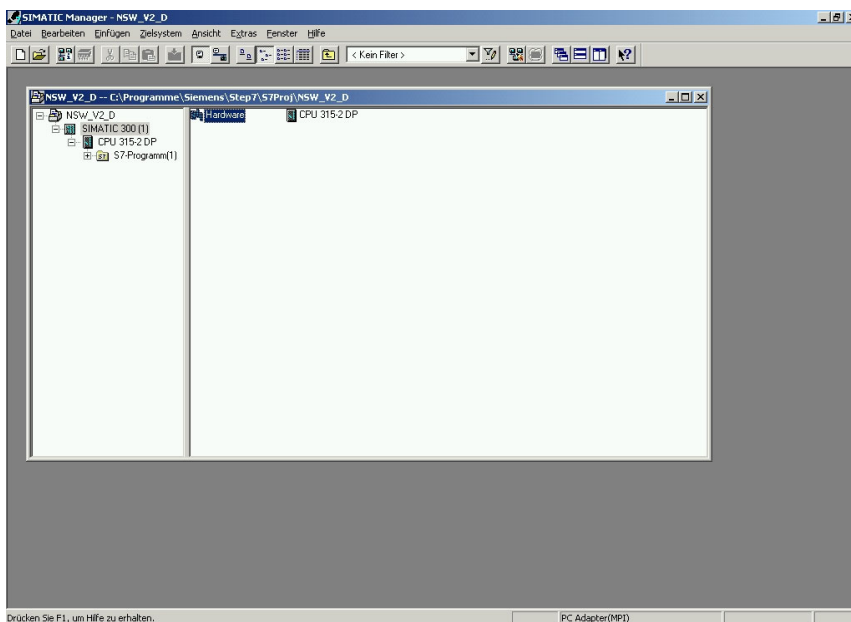 SIMATIC Manager - NSW_V2_D
Datei Bearbeiten Einfügen Zielsystem Ansicht Extras Fenster Hilfe
< Kein Filter >
NSW_V2_D -- C:\Programme\Siemens\Step7\S7Proj\NSW_V2_D
NSW_V2_D
SIMATIC 300 (1)
CPU 315-2 DP
S7-Programm(1)
Hardware
CPU 315-2 DP
Drücken Sie F1, um Hilfe zu erhalten.
PC Adapter(MPI)